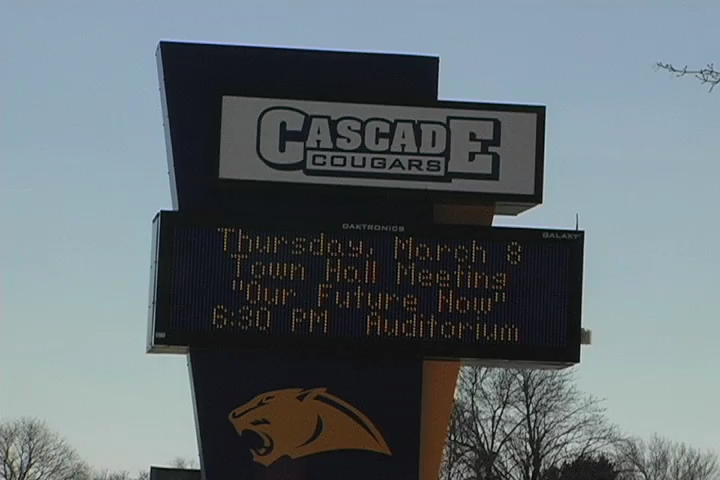 CASCADE
COUGARS
DAKTRONICS
GALAXY
Thursday, March 8
Town Hall Meeting
"Our Future Now"
6:30 PM Auditorium